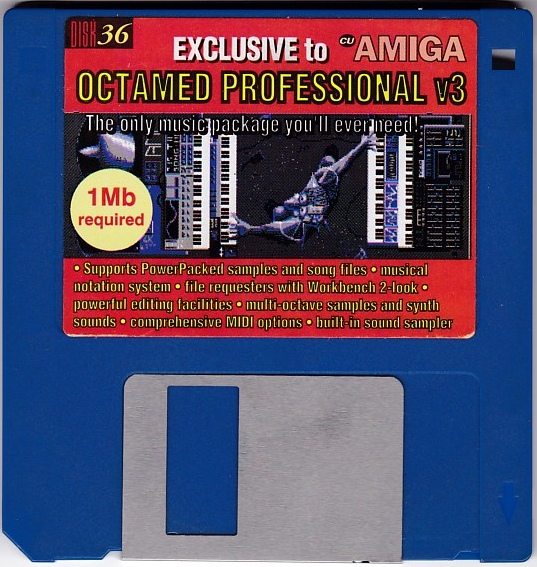 DISK 36
EXCLUSIVE to CU AMIGA
OCTAMED PROFESSIONAL v3
The only music package you'll ever need!
1Mb
required
• Supports PowerPacked samples and song files • musical
notation system • file requesters with Workbench 2-look •
powerful editing facilities • multi-octave samples and synth
sounds • comprehensive MIDI options • built-in sound sampler